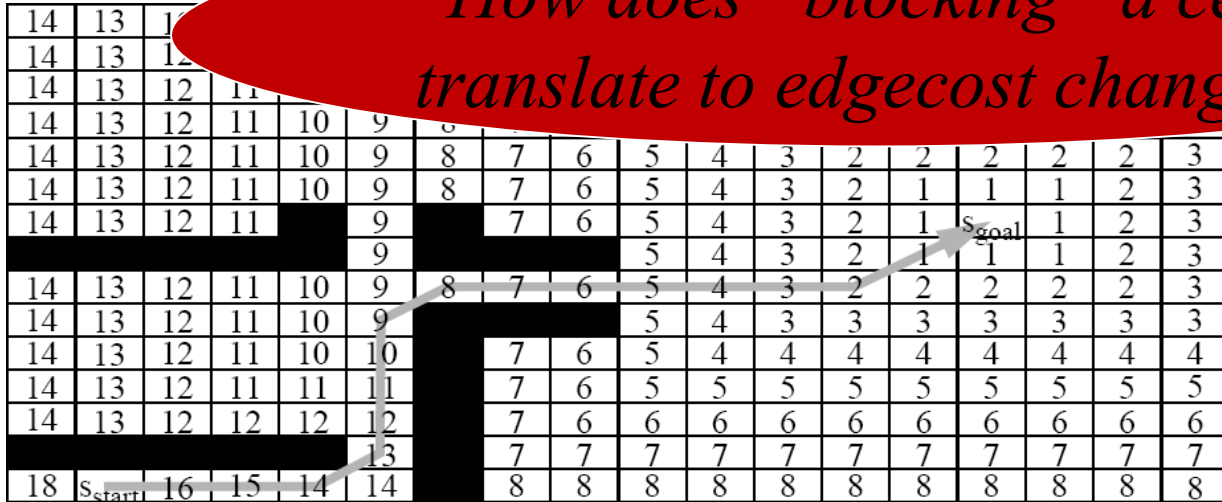 How does "blocking" a
translate to edgecost
14 13
14 13 12
14 13 12 11
14 13 12 11 10 9 8
14 13 12 11 10 9 8 7 6 5 4 3 2 2 2 2 2 3
14 13 12 11 10 9 8 7 6 5 4 3 2 1 1 1 2 3
14 13 12 11 9 7 6 5 4 3 2 1 sgoal 1 2 3
9 5 4 3 2 1 1 1 2 3
14 13 12 11 10 9 8 7 6 5 4 3 2 2 2 2 2 3
14 13 12 11 10 9 5 4 3 3 3 3 3 3 3
14 13 12 11 10 10 7 6 5 4 4 4 4 4 4 4 4
14 13 12 11 11 11 7 6 5 5 5 5 5 5 5 5 5
14 13 12 12 12 12 7 6 6 6 6 6 6 6 6 6 6
13 7 7 7 7 7 7 7 7 7 7 7
18 sstart 16 15 14 14 8 8 8 8 8 8 8 8 8 8 8